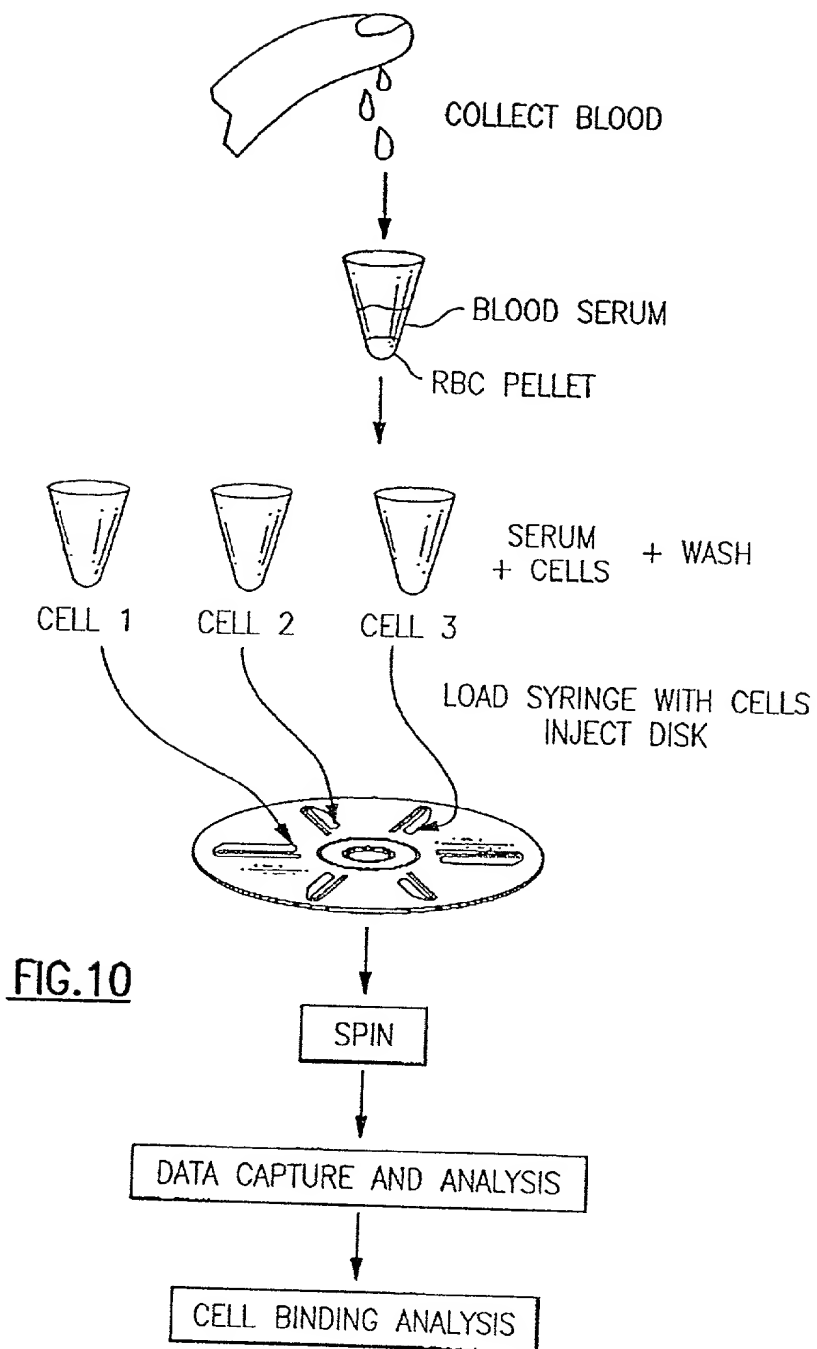 COLLECT BLOOD
BLOOD SERUM
RBC PELLET
SERUM
+ CELLS + WASH
CELL 1 CELL 2 CELL 3
LOAD SYRINGE WITH CELLS
INJECT DISK
FIG.10
SPIN
DATA CAPTURE AND ANALYSIS
CELL BINDING ANALYSIS